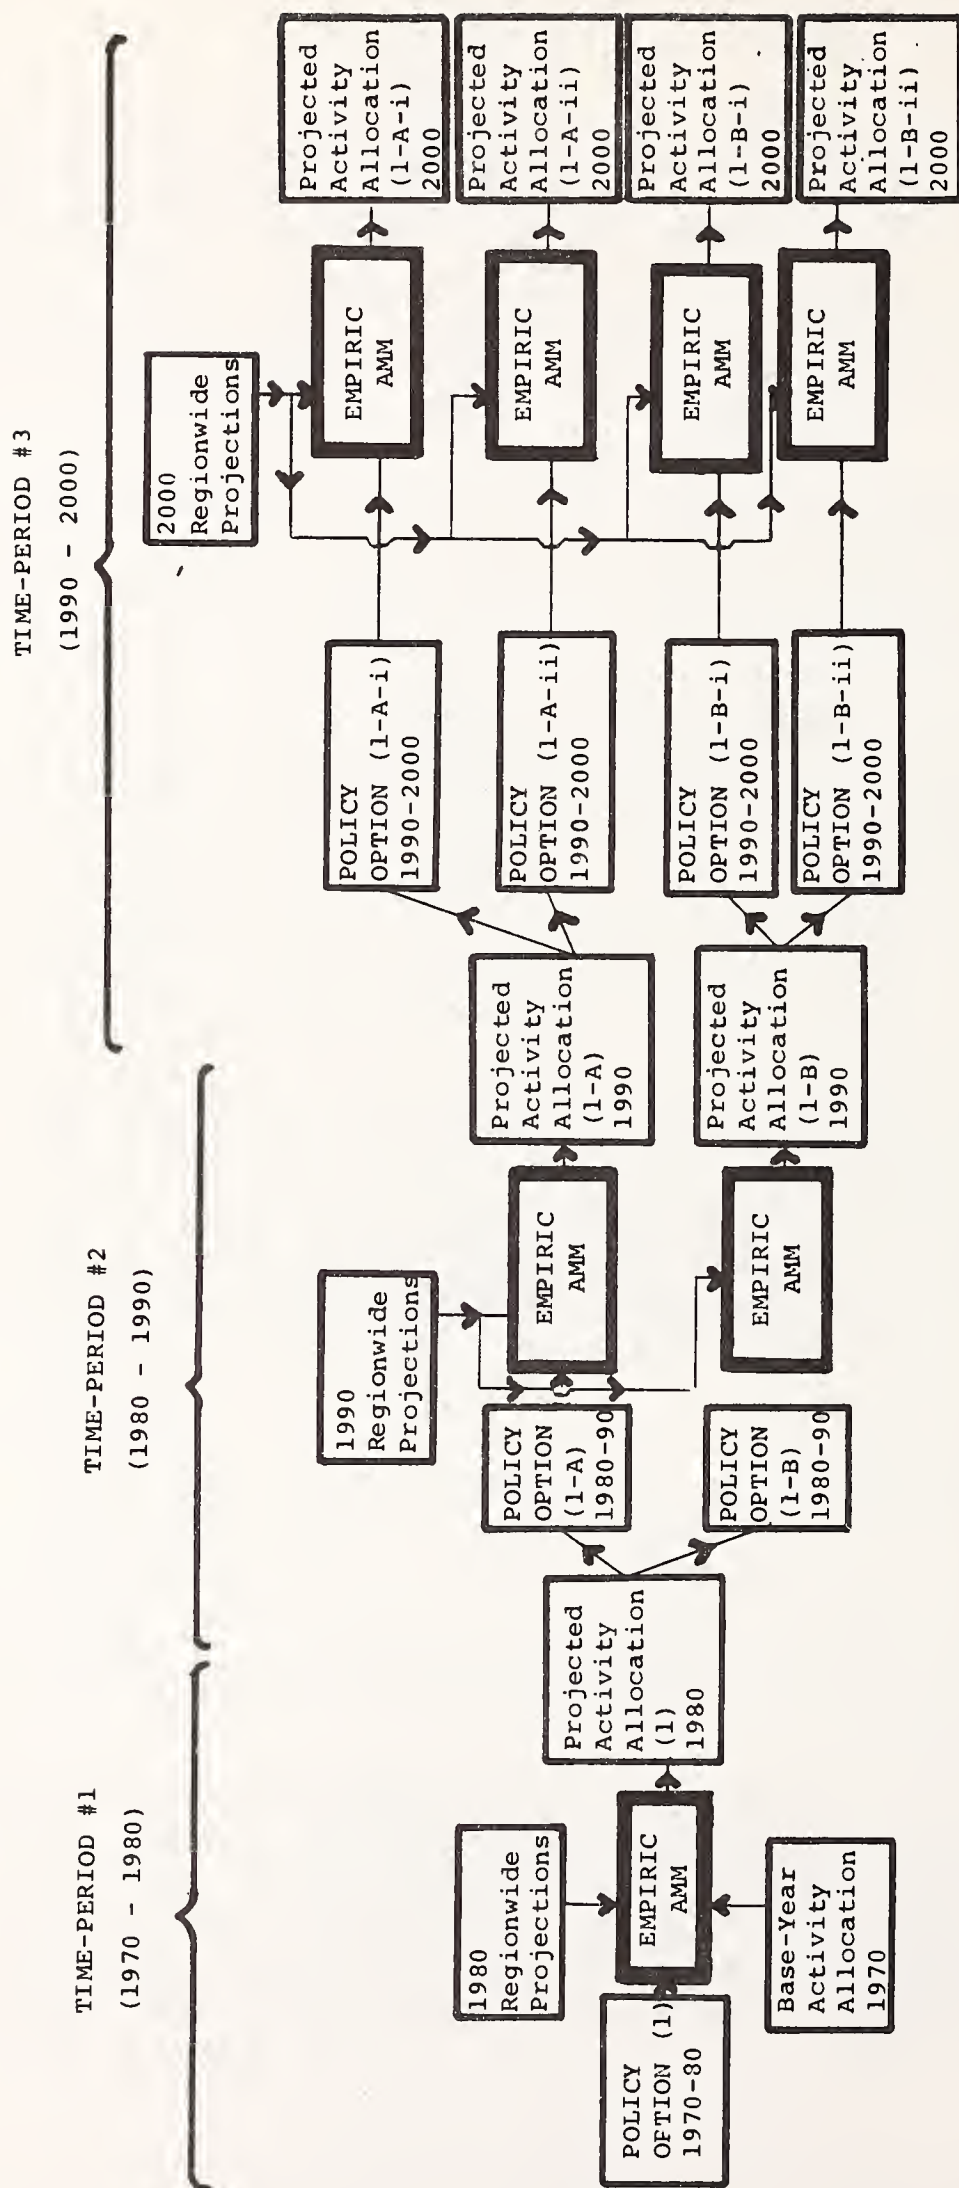 TIME-PERIOD #1
(1970 - 1980)
TIME-PERIOD #2
(1980 - 1990)
TIME-PERIOD #3
(1990 - 2000)
POLICY
OPTION (1)
1970-80
1980
Regionwide
Projections
EMPIRIC
AMM
Base-Year
Activity
Allocation
1970
Projected
Activity
Allocation
(1)
1980
POLICY
OPTION
(1-A)
1980-90
POLICY
OPTION
(1-B)
1980-90
1990
Regionwide
Projections
EMPIRIC
AMM
EMPIRIC
AMM
Projected
Activity
Allocation
(1-A)
1990
Projected
Activity
Allocation
(1-B)
1990
POLICY
OPTION (1-A-i)
1990-2000
POLICY
OPTION (1-A-ii)
1990-2000
POLICY
OPTION (1-B-i)
1990-2000
POLICY
OPTION (1-B-ii)
1990-2000
2000
Regionwide
Projections
EMPIRIC
AMM
EMPIRIC
AMM
EMPIRIC
AMM
EMPIRIC
AMM
Projected
Activity
Allocation
(1-A-i)
2000
Projected
Activity
Allocation
(1-A-ii)
2000
Projected
Activity
Allocation
(1-B-i)
2000
Projected
Activity
Allocation
(1-B-ii)
2000